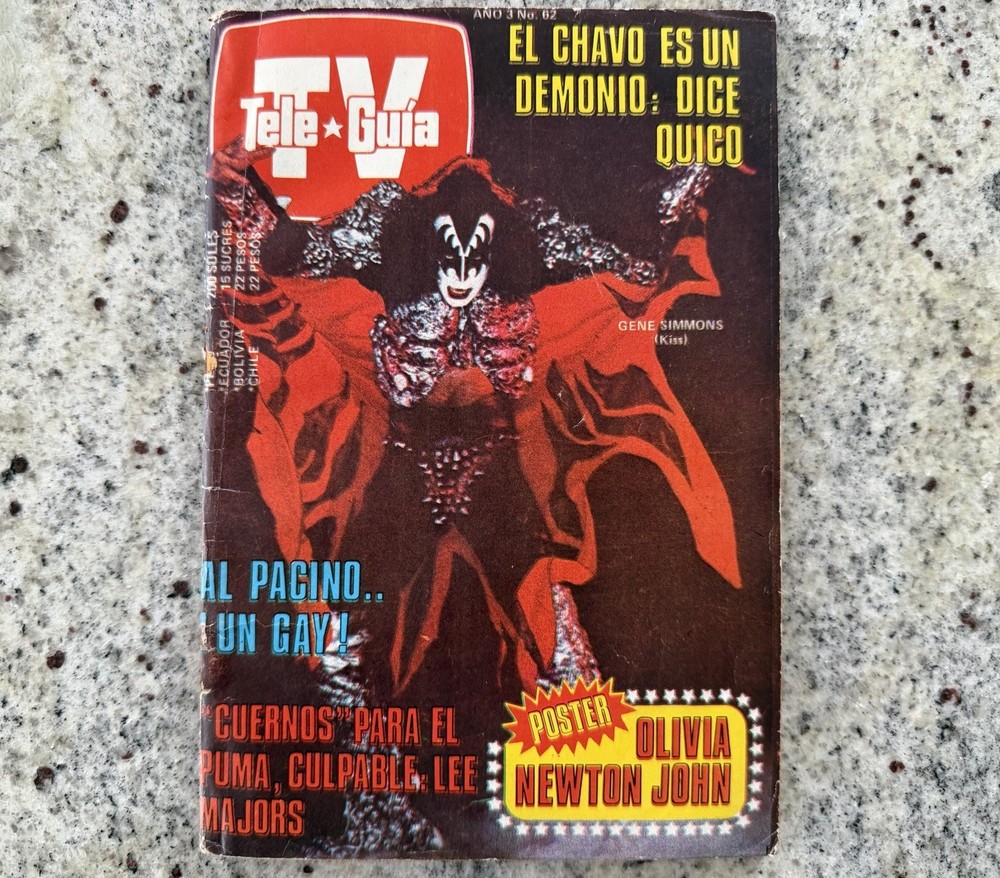 AÑO 3 No. 62
TV
Tele★Guía
EL CHAVO ES UN
DEMONIO: DICE
QUICO
SOLES
*ECUADOR 15 SUCRES
*BOLIVIA 22 PESOS
*CHILE 22 PESOS
GENE SIMMONS
(Kiss)
AL PACINO..
¡UN GAY!
"CUERNOS" PARA EL
PUMA, CULPABLE: LEE
MAJORS
POSTER
OLIVIA
NEWTON JOHN